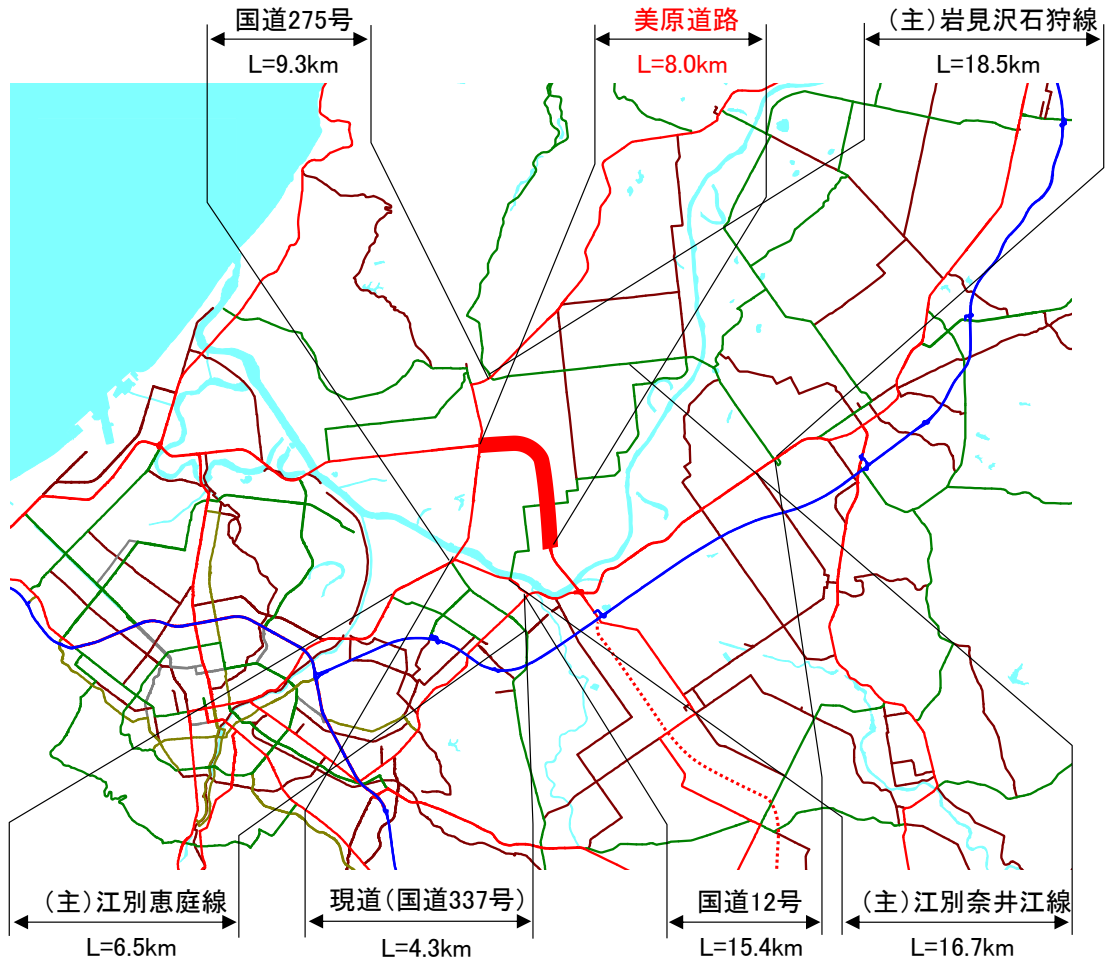 国道275号
L=9.3km
美原道路
L=8.0km
(主)岩見沢石狩線
L=18.5km
(主)江別恵庭線
L=6.5km
現道(国道337号)
L=4.3km
国道12号
L=15.4km
(主)江別奈井江線
L=16.7km